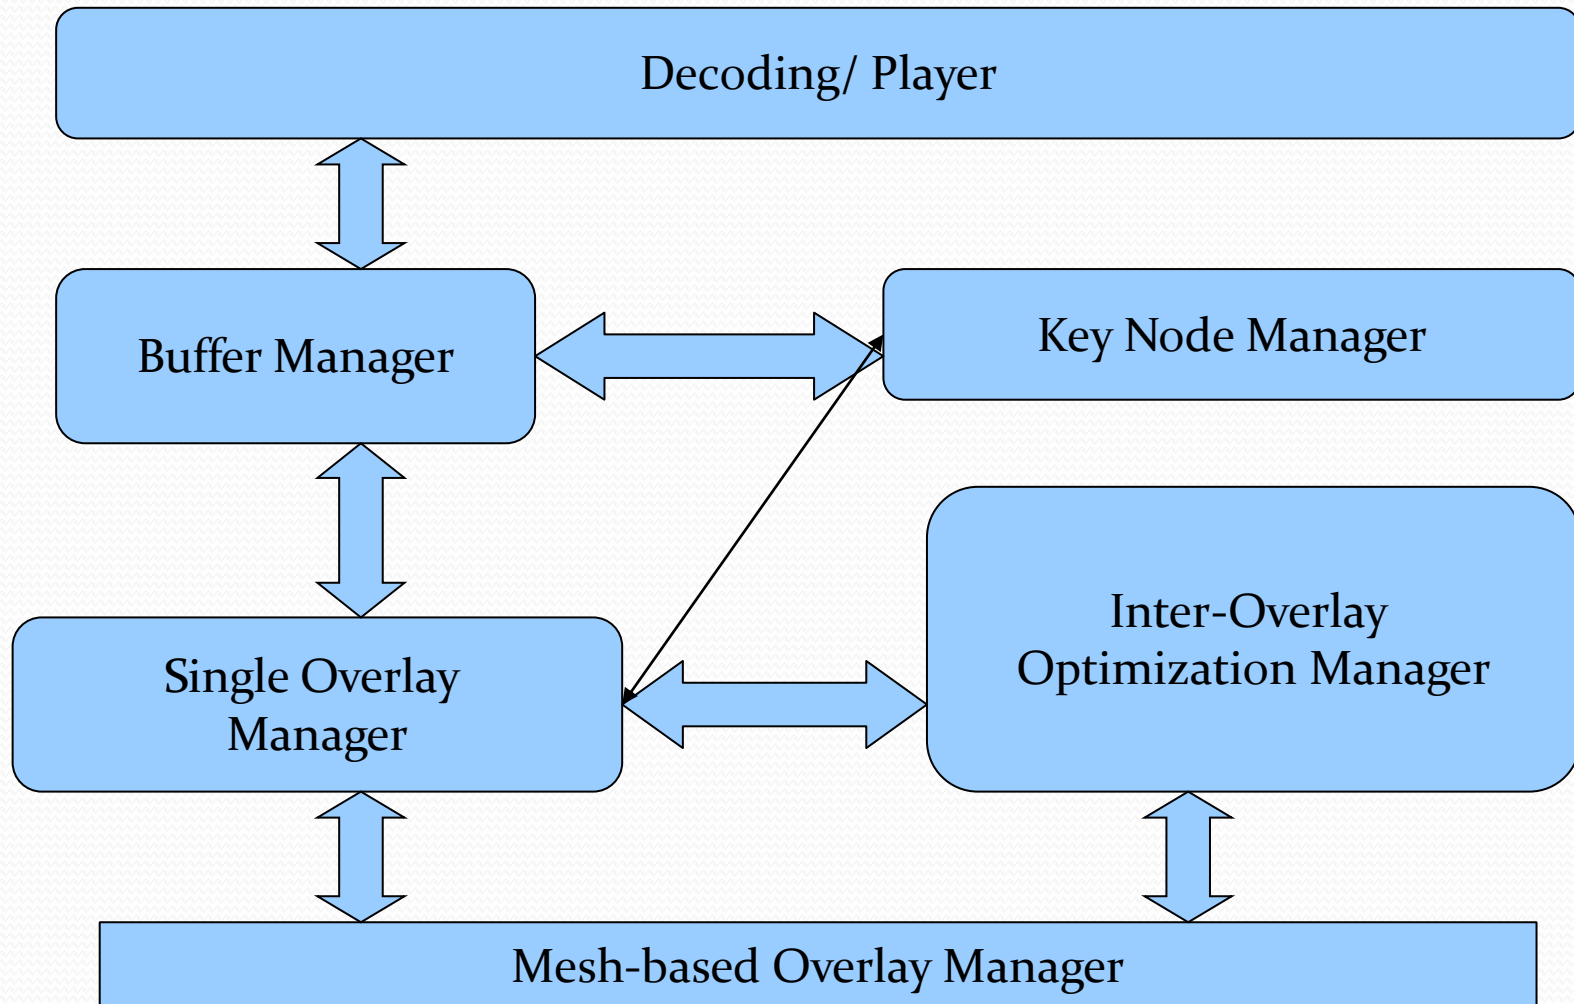 Decoding/ Player
Buffer Manager
Key Node Manager
Single Overlay
Manager
Inter-Overlay
Optimization Manager
Mesh-based Overlay Manager